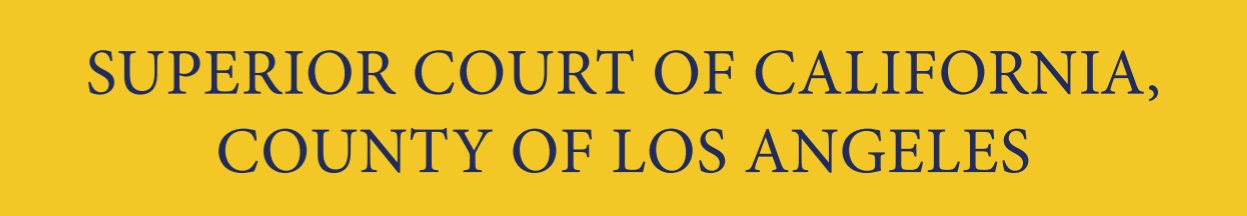 SUPERIOR COURT OF CALIFORNIA,
COUNTY OF LOS ANGELES